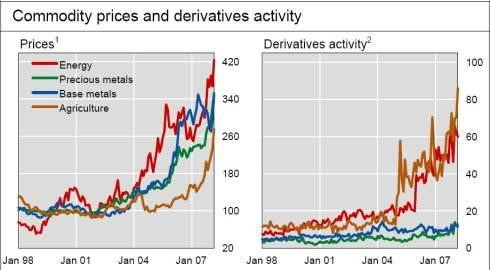 Commodity prices and derivatives activity
Prices¹
Derivatives activity²
Energy
Precious metals
Base metals
Agriculture
420
340
260
180
100
20
100
80
60
40
20
0
Jan 98 Jan 01 Jan 04 Jan 07
Jan 98 Jan 01 Jan 04 Jan 07